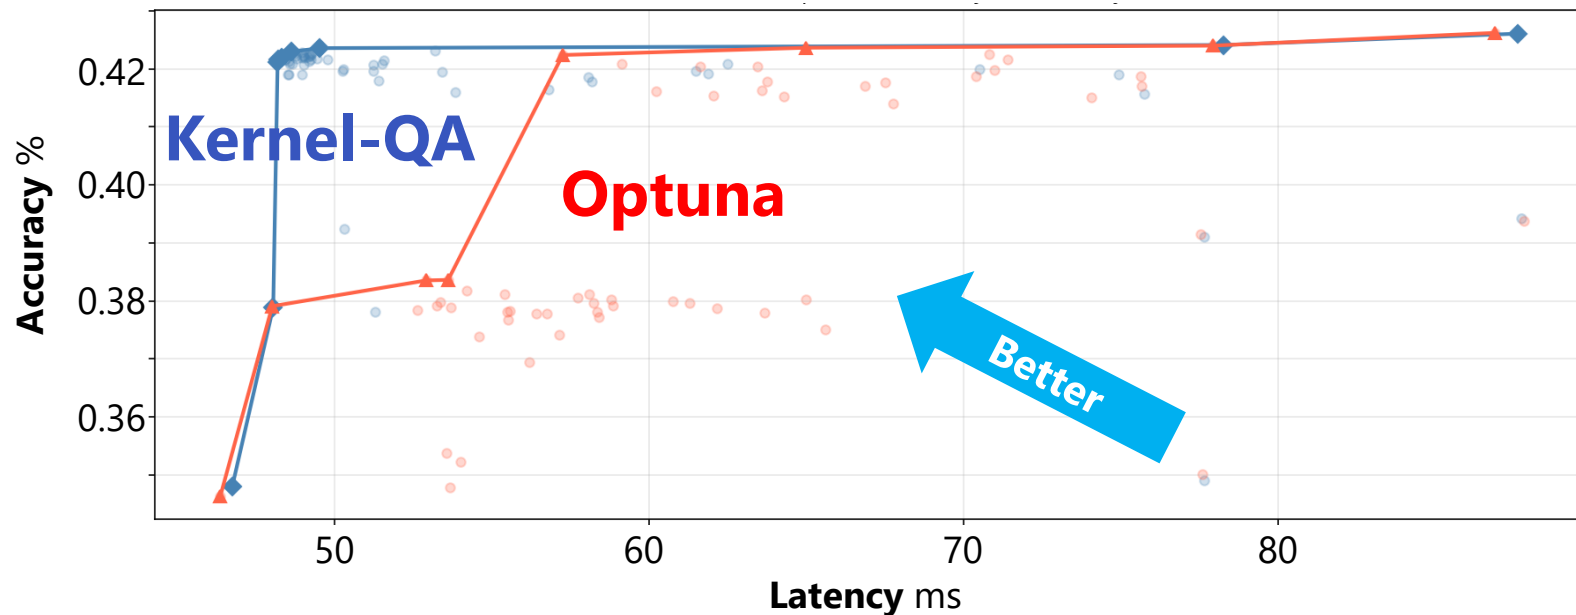 0.42
0.40
0.38
0.36
Accuracy %
Kernel-QA
Optuna
Better
50 60 70 80
Latency ms